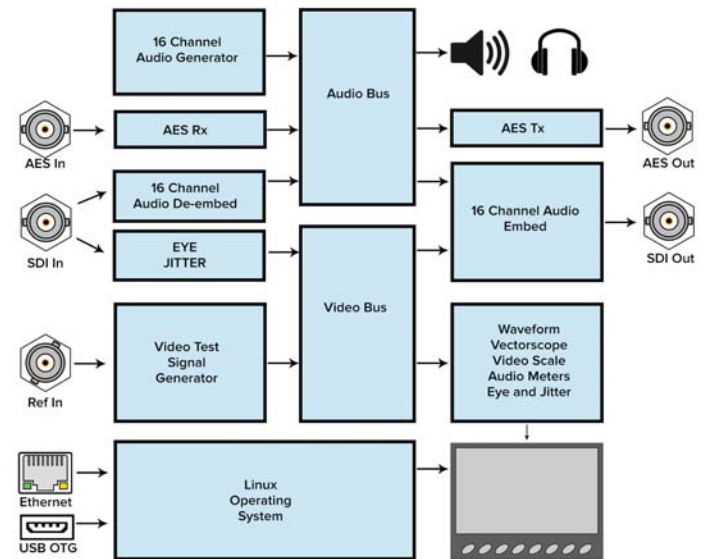 16 Channel
Audio Generator
Audio Bus
AES In
AES Rx
AES Tx
AES Out
16 Channel
Audio De-embed
16 Channel Audio
Embed
SDI In
EYE
JITTER
SDI Out
Video Bus
Ref In
Video Test
Signal
Generator
Waveform
Vectorscope
Video Scale
Audio Meters
Eye and Jitter
Ethernet
USB OTG
Linux
Operating
System